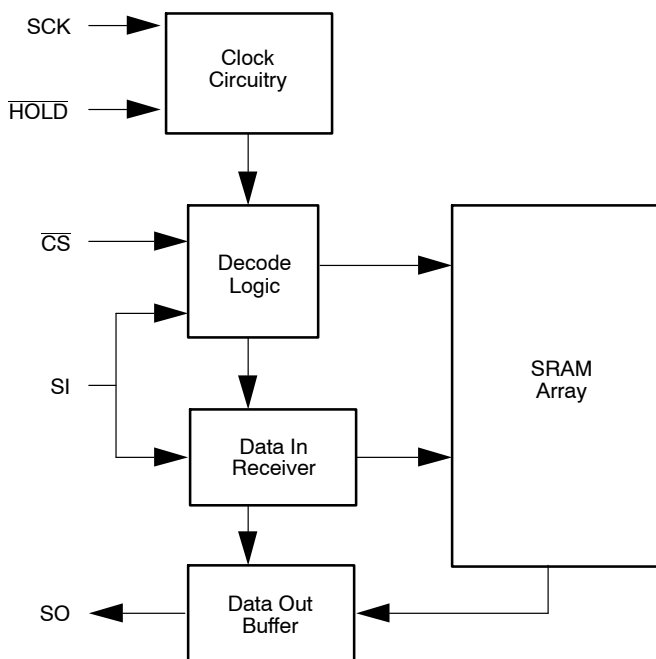 SCK
Clock
Circuitry
HOLD
CS
Decode
Logic
SI
SRAM
Array
Data In
Receiver
SO
Data Out
Buffer